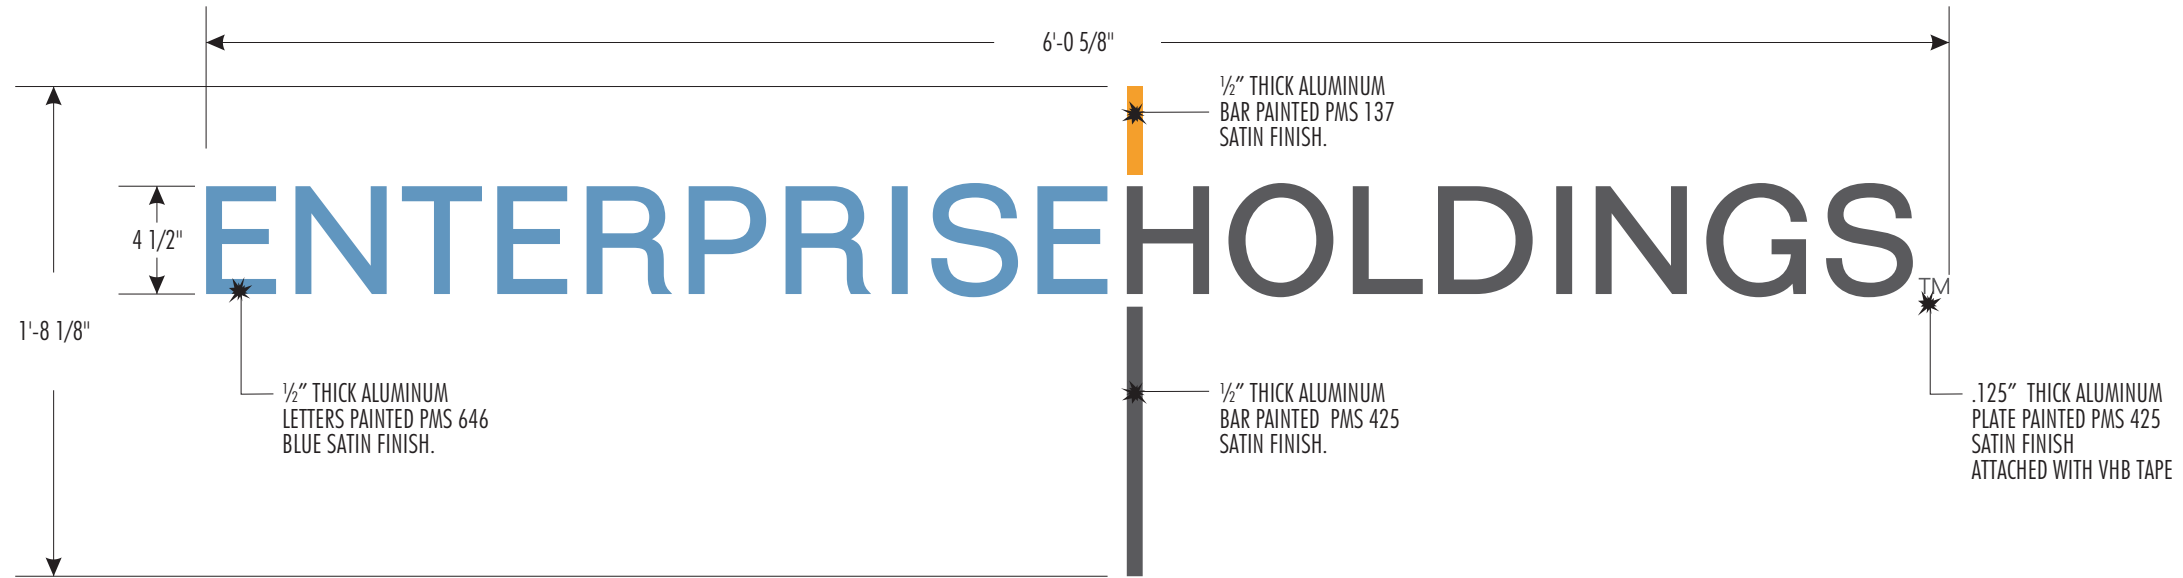 6'-0 5/8"
½" THICK ALUMINUM
BAR PAINTED PMS 137
SATIN FINISH.
ENTERPRISEHOLDINGS TM
4 1/2"
1'-8 1/8"
½" THICK ALUMINUM
LETTERS PAINTED PMS 646
BLUE SATIN FINISH.
½" THICK ALUMINUM
BAR PAINTED PMS 425
SATIN FINISH.
.125" THICK ALUMINUM
PLATE PAINTED PMS 425
SATIN FINISH
ATTACHED WITH VHB TAPE